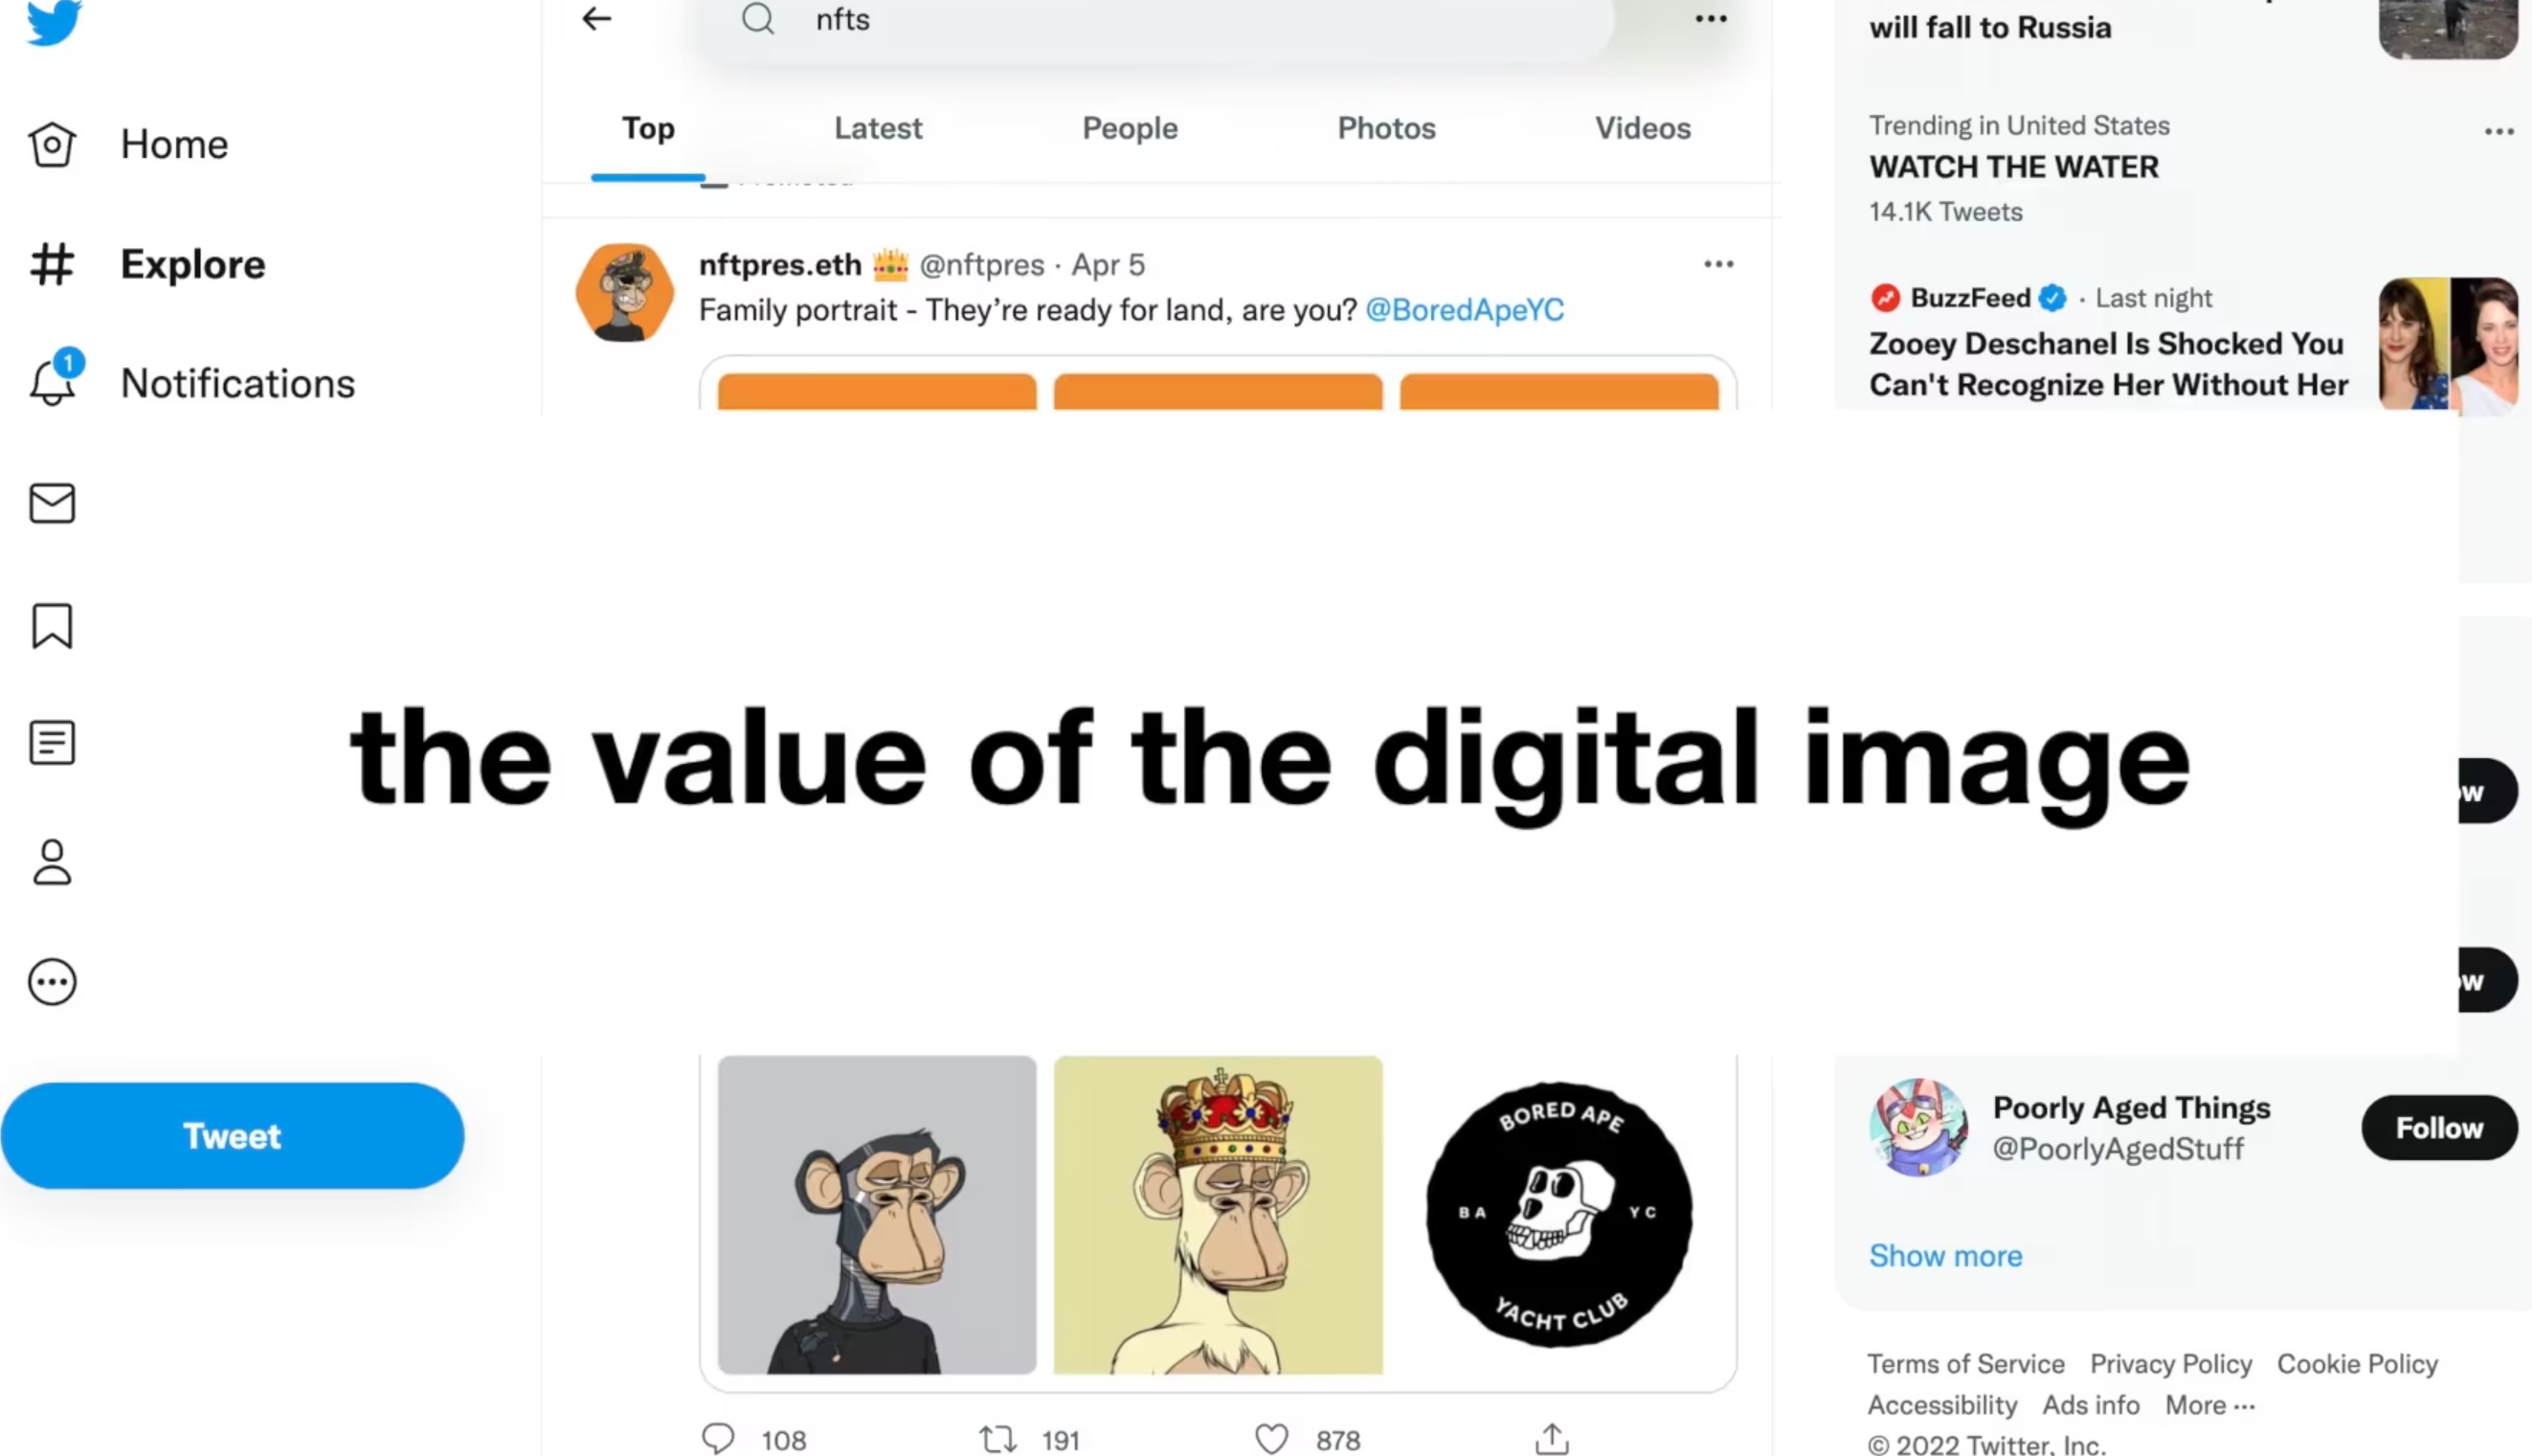 nfts
Top
Latest
People
Photos
Videos
Home
Explore
1
Notifications
Tweet
nftpres.eth @nftpres · Apr 5
Family portrait - They're ready for land, are you? @BoredApeYC
the value of the digital image
BORED APE
BA YC
YACHT CLUB
108
191
878
will fall to Russia
Trending in United States
WATCH THE WATER
14.1K Tweets
BuzzFeed · Last night
Zooey Deschanel Is Shocked You
Can't Recognize Her Without Her
Poorly Aged Things
@PoorlyAgedStuff
Follow
Show more
Terms of Service Privacy Policy Cookie Policy
Accessibility Ads info More ···
© 2022 Twitter, Inc.